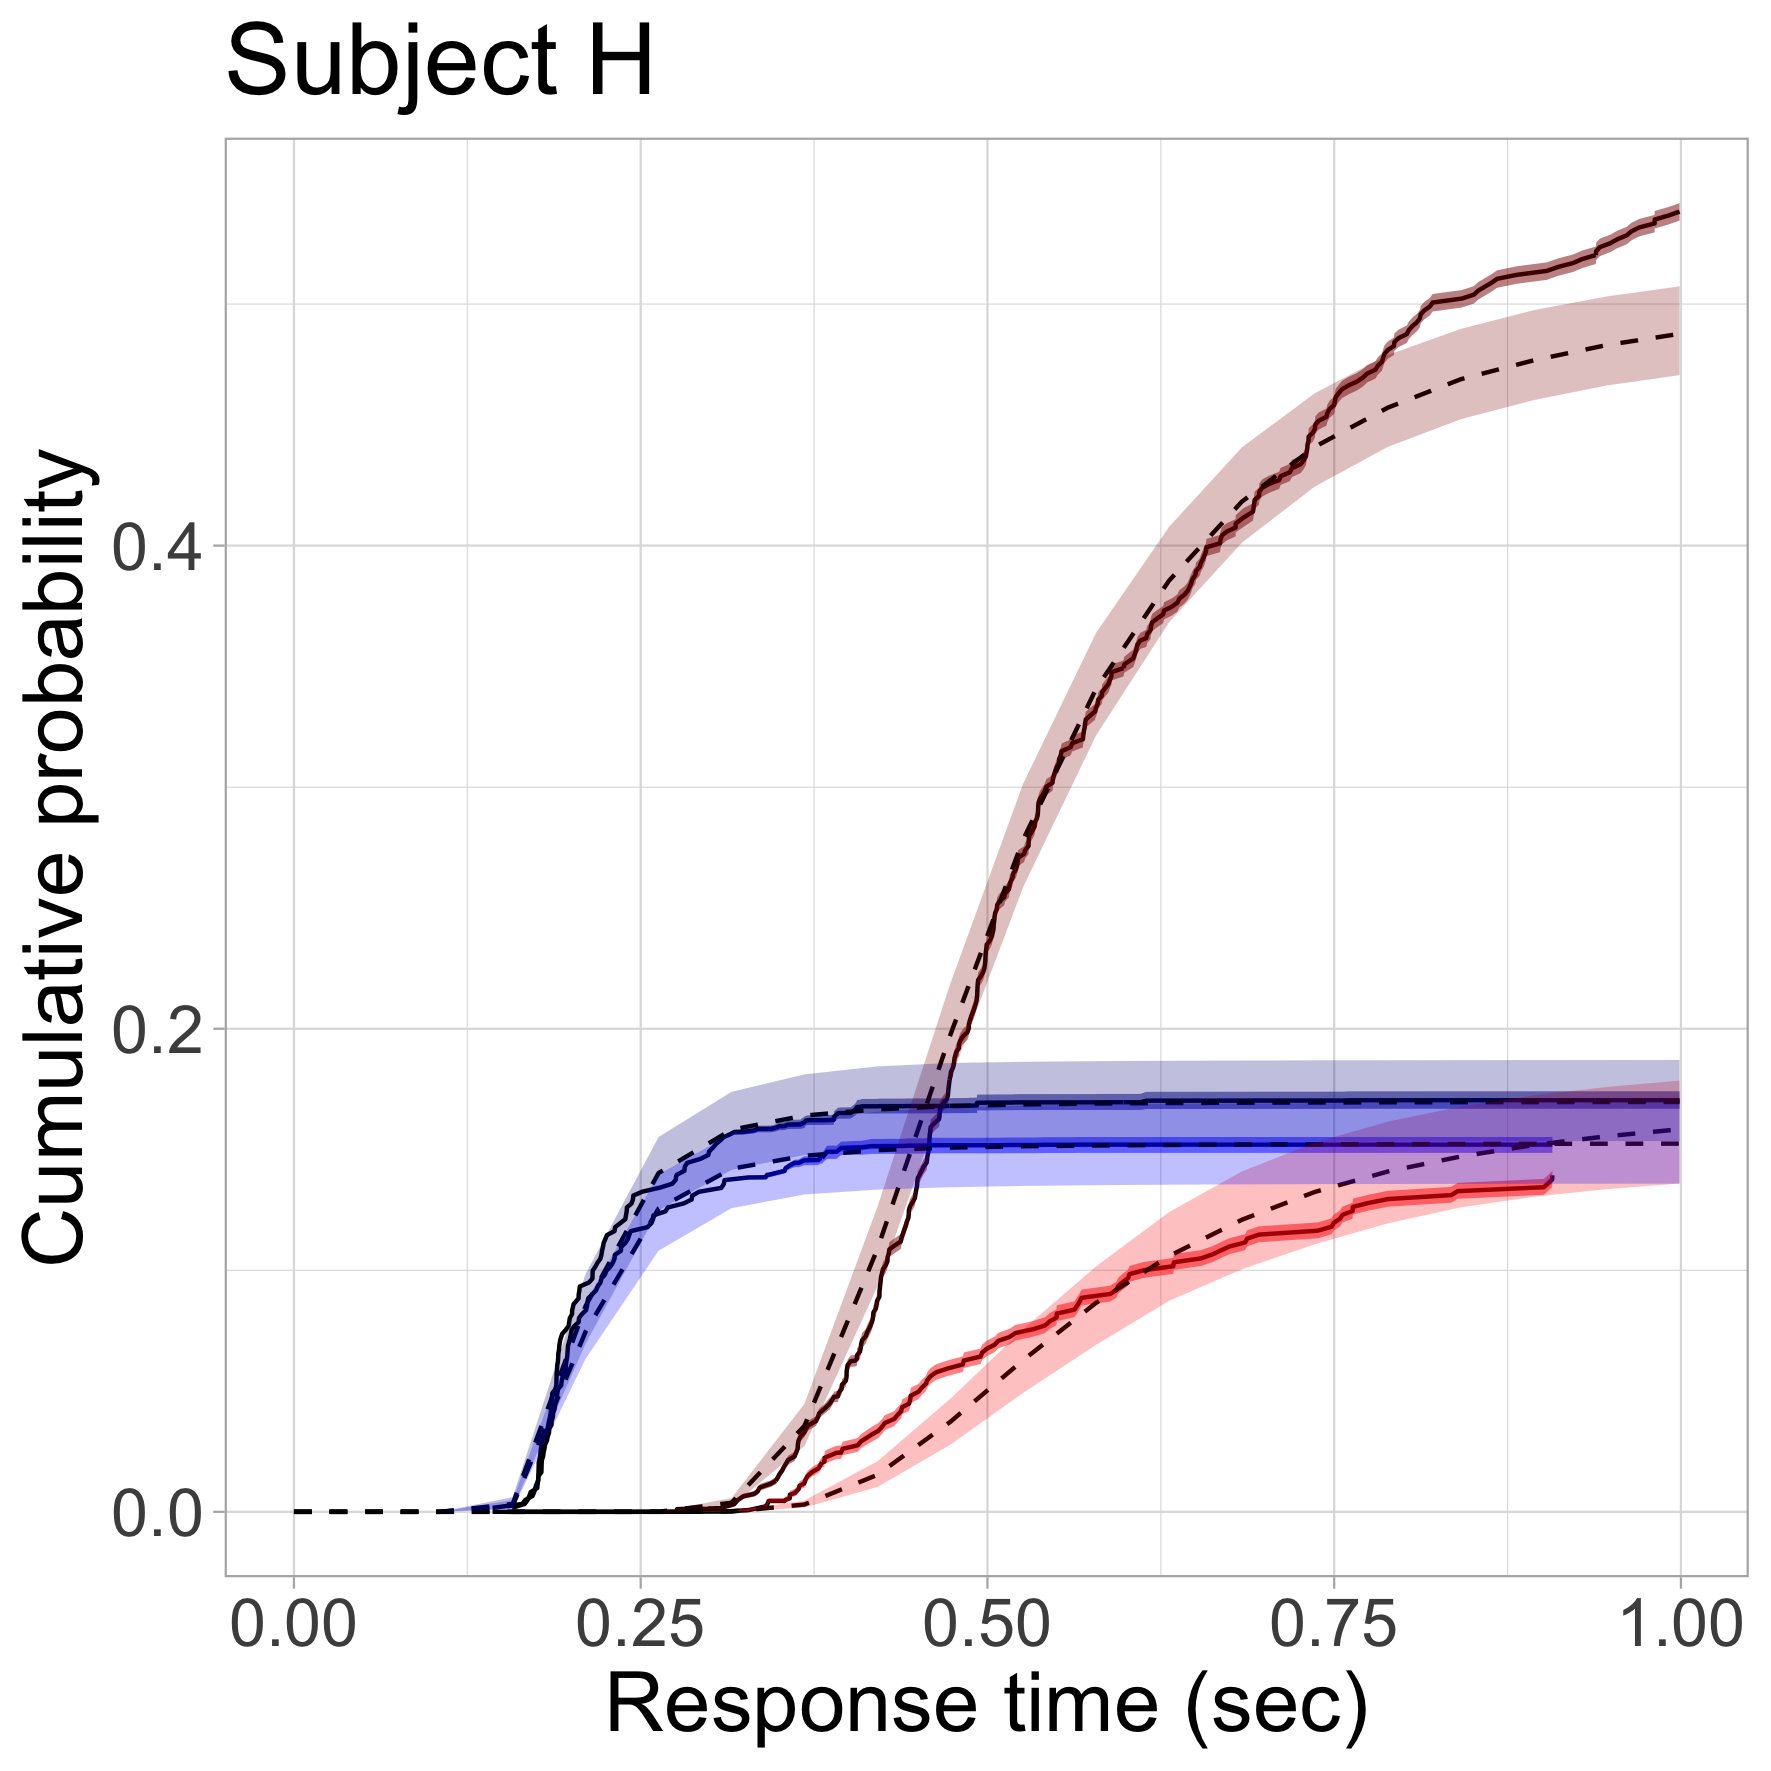 Subject H
Cumulative probability
0.4
0.2
0.0
0.00 0.25 0.50 0.75 1.00
Response time (sec)